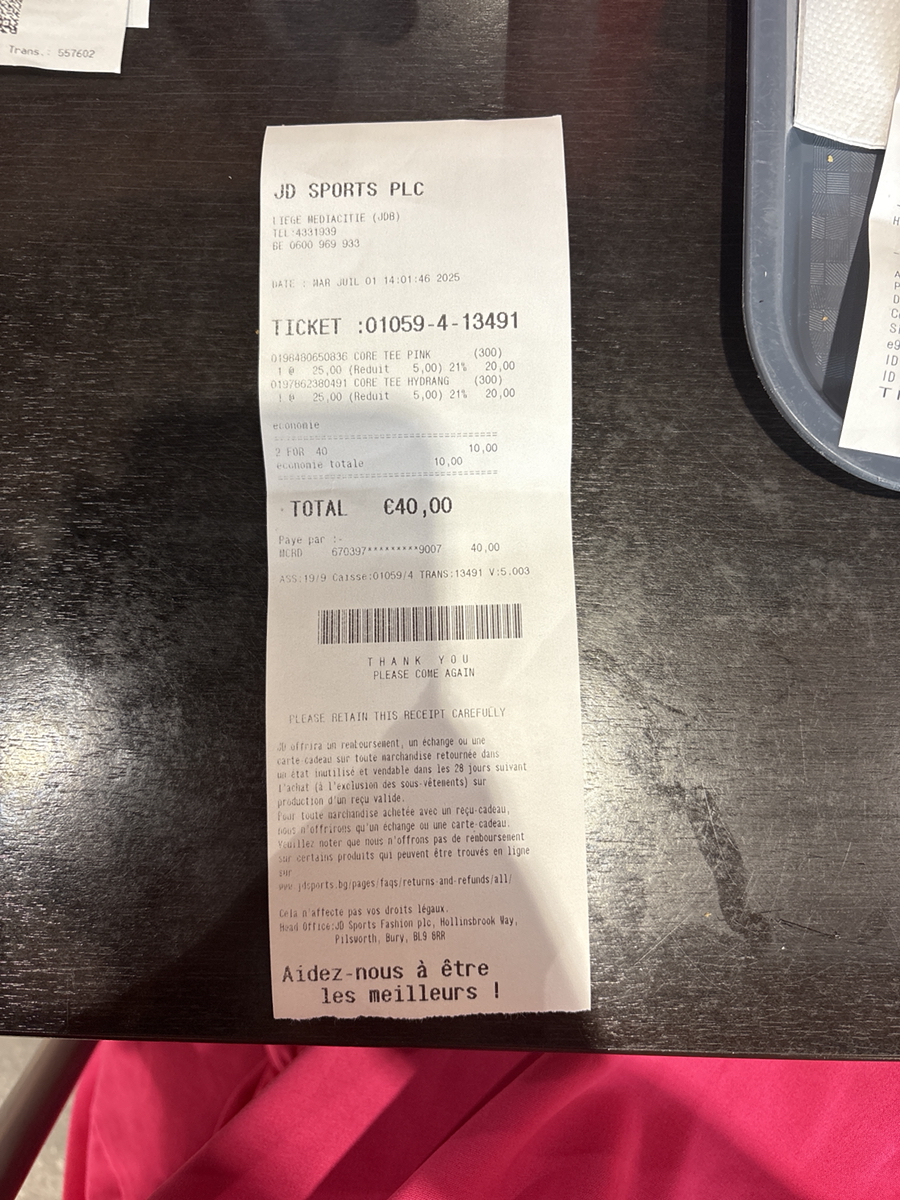 Trans.: 557602
JD SPORTS PLC
LIEGE MEDIACITIE (JDB)
TEL:4331939
BE 0600 969 933
DATE : MAR JUIL 01 14:01:46 2025
TICKET :01059-4-13491
0198480650836 CORE TEE PINK (300)
1 @ 25,00 (Reduit 5,00) 21% 20,00
0197862380491 CORE TEE HYDRANG (300)
1 @ 25,00 (Reduit 5,00) 21% 20,00
economie
2 FOR 40 10,00
economie totale 10,00
TOTAL €40,00
Paye par :-
MCRD 670397*********9007 40,00
ASS:19/9 Caisse:01059/4 TRANS:13491 V:5.003
THANK YOU
PLEASE COME AGAIN
PLEASE RETAIN THIS RECEIPT CAREFULLY
JD offrira un remboursement, un échange ou une
carte-cadeau sur toute marchandise retournée dans
un état inutilisé et vendable dans les 28 jours suivant
l'achat (à l'exclusion des sous-vêtements) sur
production d'un reçu valide.
Pour toute marchandise achetée avec un reçu-cadeau,
nous n'offrirons qu'un échange ou une carte-cadeau.
Veuillez noter que nous n'offrons pas de remboursement
sur certains produits qui peuvent être trouvés en ligne
sur
www.jdsports.bg/pages/faqs/returns-and-refunds/all/
Cela n'affecte pas vos droits légaux.
Head Office:JD Sports Fashion plc, Hollinsbrook Way,
Pilsworth, Bury, BL9 8RR
Aidez-nous à être
les meilleurs !